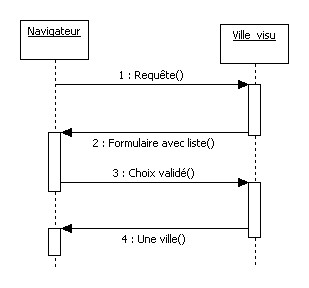 Navigateur
Ville_visu
1 : Requête()
2 : Formulaire avec liste()
3 : Choix validé()
4 : Une ville()